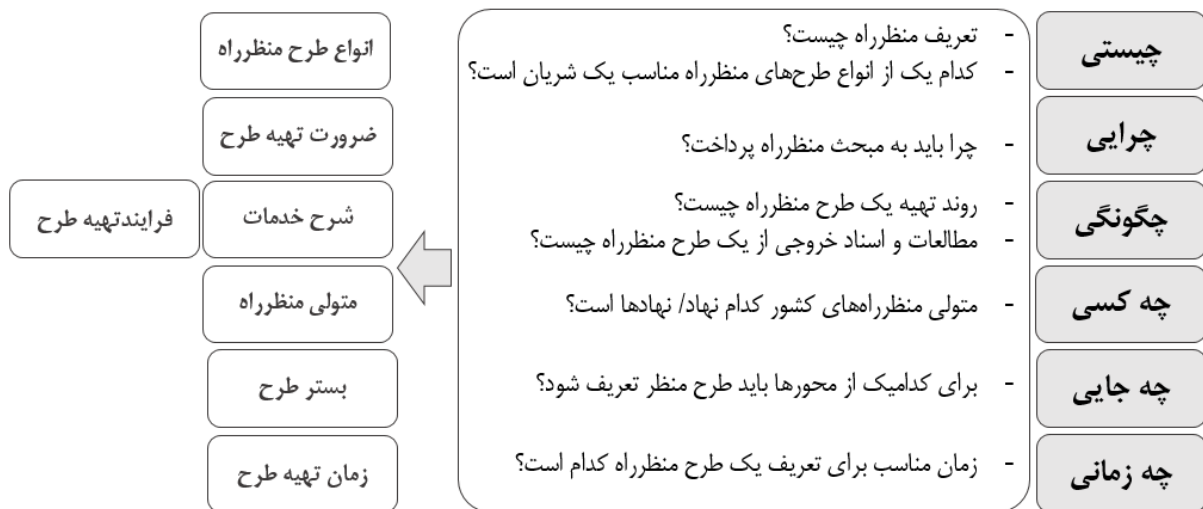 چیستی
تعریف منظرراه چیست؟
- کدام یک از انواع طرح‌های منظرراه مناسب یک شریان است؟
-
انواع طرح منظرراه
چرایی
- چرا باید به مبحث منظرراه پرداخت؟
ضرورت تهیه طرح
چگونگی
- روند تهیه یک طرح منظرراه چیست؟
- مطالعات و اسناد خروجی از یک طرح منظرراه چیست؟
شرح خدمات
فرایندتهیه طرح
چه کسی
- متولی منظرراه‌های کشور کدام نهاد/ نهادها است؟
متولی منظرراه
چه جایی
- برای کدامیک از محورها باید طرح منظر تعریف شود؟
بستر طرح
چه زمانی
- زمان مناسب برای تعریف یک طرح منظرراه کدام است؟
زمان تهیه طرح